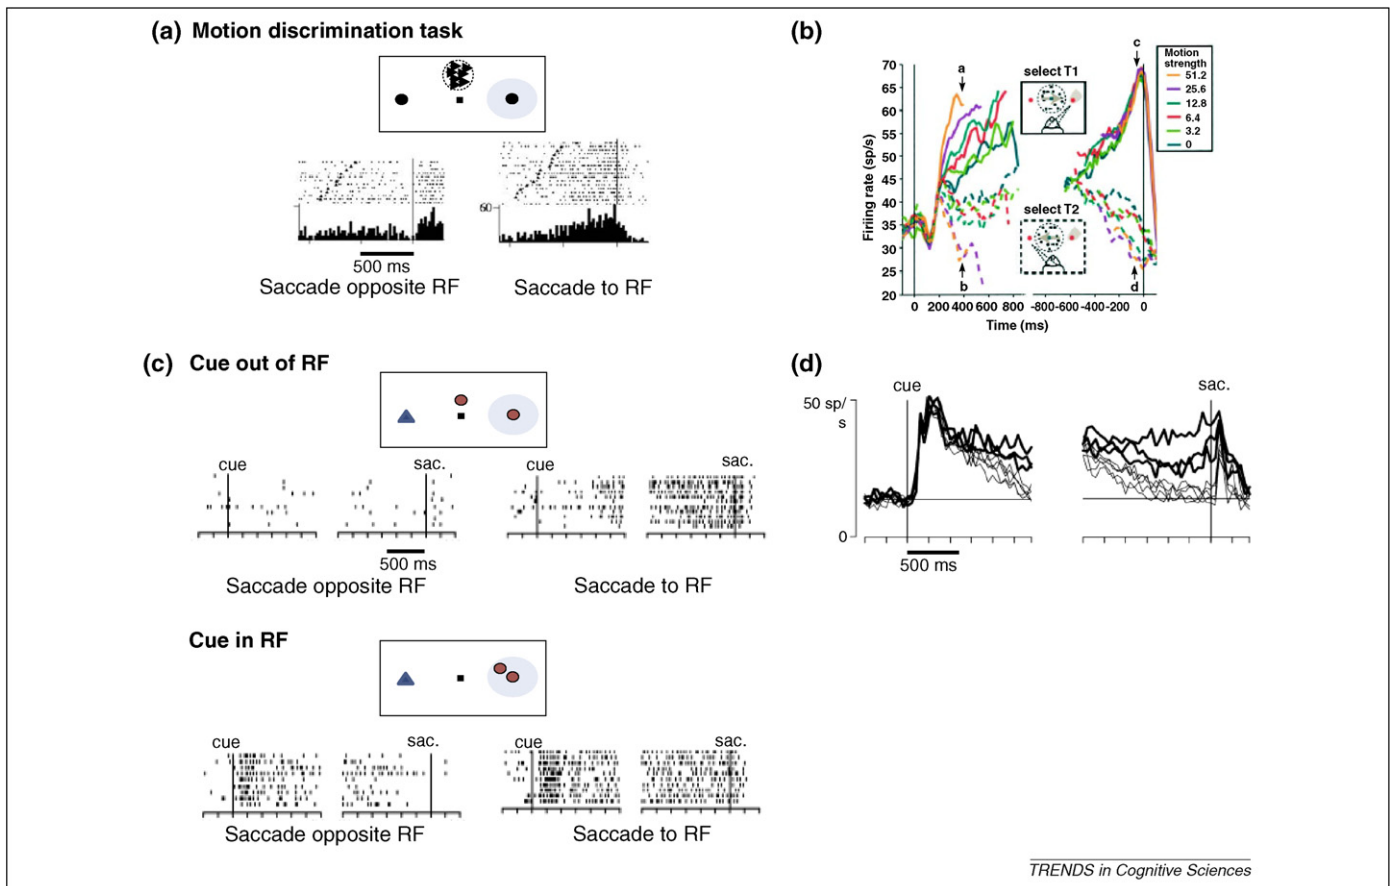 (a) Motion discrimination task
60
500 ms
Saccade opposite RF
Saccade to RF
(b)
c
a
select T1
Motion
strength
51.2
25.6
12.8
6.4
3.2
0
70
65
60
55
50
45
40
35
30
25
20
Firiing rate (sp/s)
select T2
b
d
0 200 400 600 800
-800 -600 -400 -200 0
Time (ms)
(c) Cue out of RF
cue
sac.
cue
sac.
500 ms
Saccade opposite RF
Saccade to RF
Cue in RF
cue
sac.
cue
sac.
Saccade opposite RF
Saccade to RF
(d)
cue
sac.
50 sp/
s
0
500 ms
TRENDS in Cognitive Sciences